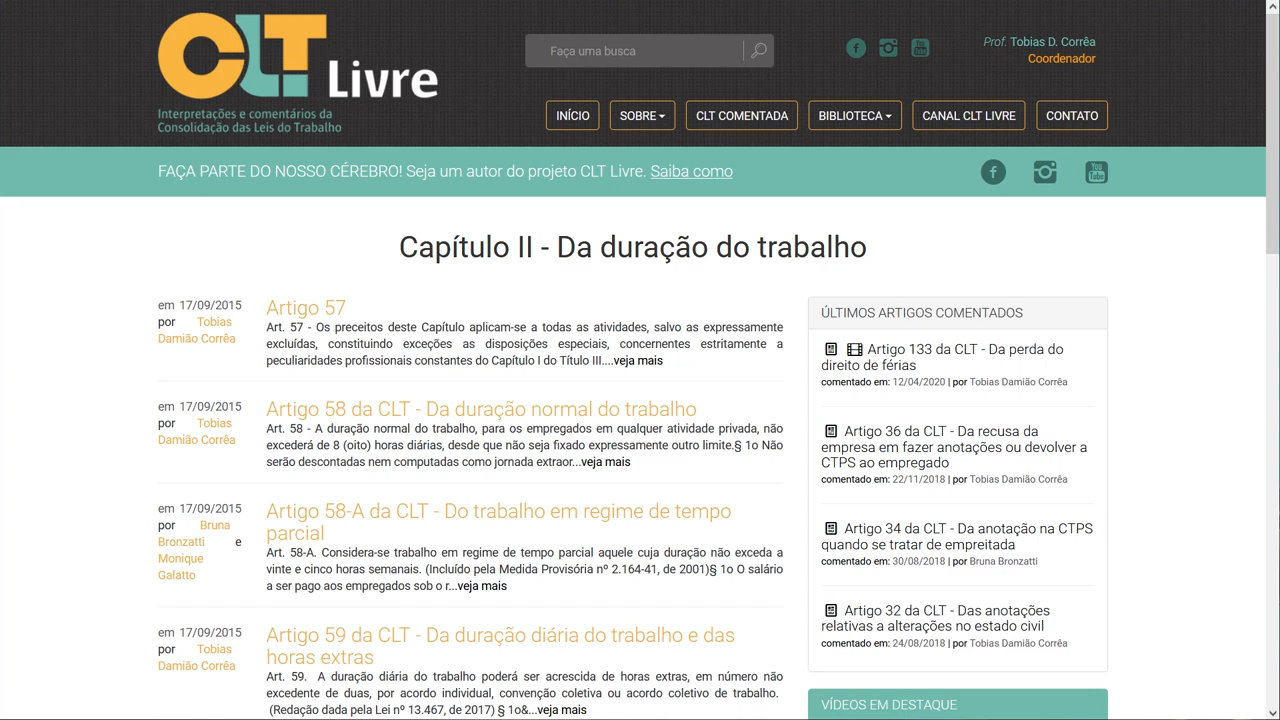 CLT Livre
Interpretações e comentários da
Consolidação das Leis do Trabalho
Faça uma busca
You Tube
Prof. Tobias D. Corrêa
Coordenador
INÍCIO
SOBRE
CLT COMENTADA
BIBLIOTECA
CANAL CLT LIVRE
CONTATO
FAÇA PARTE DO NOSSO CÉREBRO! Seja um autor do projeto CLT Livre. Saiba como
You Tube
Capítulo II - Da duração do trabalho
em 17/09/2015
por Tobias
Damião Corrêa
Artigo 57
Art. 57 - Os preceitos deste Capítulo aplicam-se a todas as atividades, salvo as expressamente
excluídas, constituindo exceções as disposições especiais, concernentes estritamente a
peculiaridades profissionais constantes do Capítulo I do Título III....veja mais
em 17/09/2015
por Tobias
Damião Corrêa
Artigo 58 da CLT - Da duração normal do trabalho
Art. 58 - A duração normal do trabalho, para os empregados em qualquer atividade privada, não
excederá de 8 (oito) horas diárias, desde que não seja fixado expressamente outro limite.§ 1o Não
serão descontadas nem computadas como jornada extraor...veja mais
em 17/09/2015
por Bruna
Bronzatti e
Monique
Galatto
Artigo 58-A da CLT - Do trabalho em regime de tempo
parcial
Art. 58-A. Considera-se trabalho em regime de tempo parcial aquele cuja duração não exceda a
vinte e cinco horas semanais. (Incluído pela Medida Provisória nº 2.164-41, de 2001)§ 1o O salário
a ser pago aos empregados sob o r...veja mais
em 17/09/2015
por Tobias
Damião Corrêa
Artigo 59 da CLT - Da duração diária do trabalho e das
horas extras
Art. 59. A duração diária do trabalho poderá ser acrescida de horas extras, em número não
excedente de duas, por acordo individual, convenção coletiva ou acordo coletivo de trabalho.
(Redação dada pela Lei nº 13.467, de 2017) § 1o&...veja mais
ÚLTIMOS ARTIGOS COMENTADOS
Artigo 133 da CLT - Da perda do
direito de férias
comentado em: 12/04/2020 | por Tobias Damião Corrêa
Artigo 36 da CLT - Da recusa da
empresa em fazer anotações ou devolver a
CTPS ao empregado
comentado em: 22/11/2018 | por Tobias Damião Corrêa
Artigo 34 da CLT - Da anotação na CTPS
quando se tratar de empreitada
comentado em: 30/08/2018 | por Bruna Bronzatti
Artigo 32 da CLT - Das anotações
relativas a alterações no estado civil
comentado em: 24/08/2018 | por Tobias Damião Corrêa
VÍDEOS EM DESTAQUE